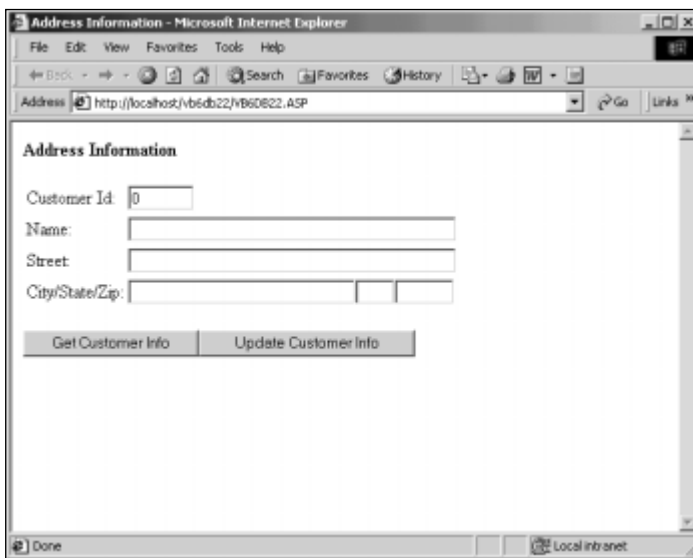 Address Information - Microsoft Internet Explorer
File Edit View Favorites Tools Help
Back Search Favorites History
Address http://localhost/vb6db22/VB6DB22.ASP Go Links »
Address Information
Customer Id: 0
Name:
Street:
City/State/Zip:
Get Customer Info Update Customer Info
Done Local intranet